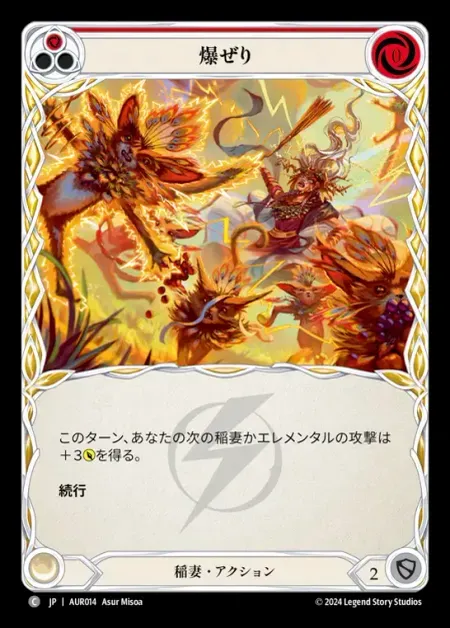 爆ぜり
0
このターン、あなたの次の稲妻かエレメンタルの攻撃は
+3を得る。
続行
稲妻・アクション
2
C JP | AUR014 Asur Misoa
© 2024 Legend Story Studios